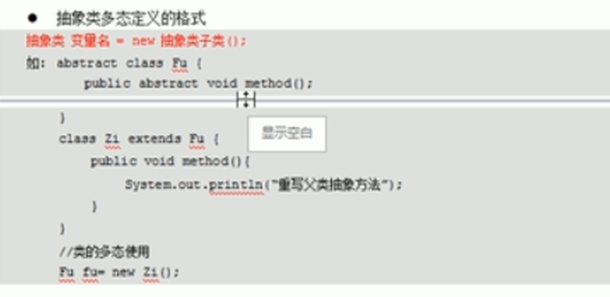 ● 抽象类多态定义的格式
抽象类 变量名 = new 抽象类子类();
如: abstract class Fu {
public abstract void method();
}
显示空白
class Zi extends Fu {
public void method(){
System.out.println("重写父类抽象方法");
}
}
//类的多态使用
Fu fu= new Zi();